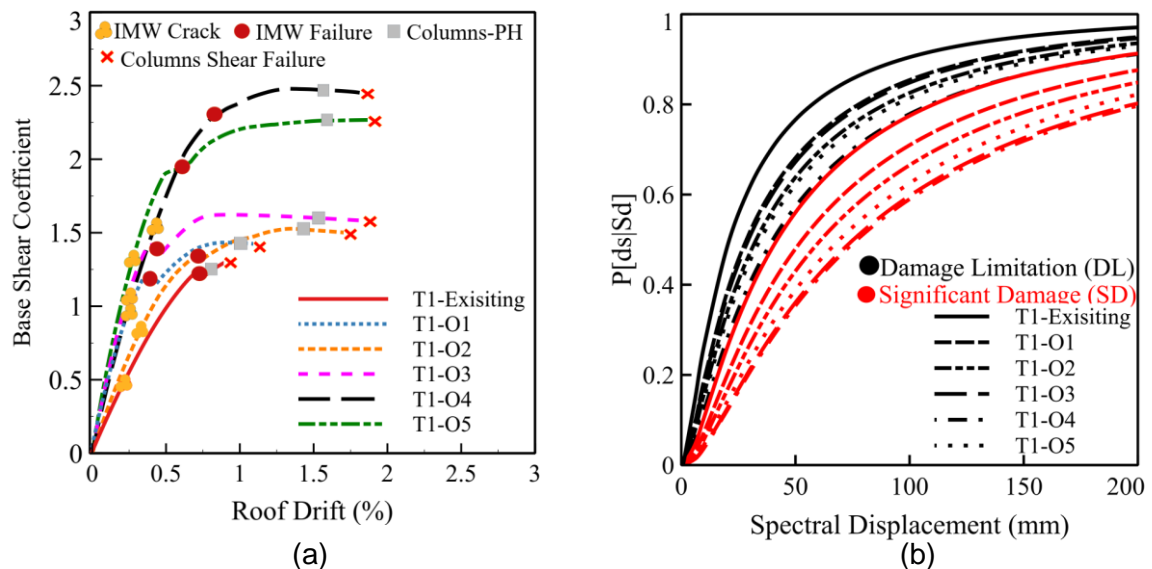 IMW Crack IMW Failure Columns-PH
Columns Shear Failure
Base Shear Coefficient
3
2.5
2
1.5
1
0.5
0
T1-Exisiting
T1-O1
T1-O2
T1-O3
T1-O4
T1-O5
0 0.5 1 1.5 2 2.5 3
Roof Drift (%)
(a)
P[ds|Sd]
1
0.8
0.6
0.4
0.2
0
Damage Limitation (DL)
Significant Damage (SD)
T1-Exisiting
T1-O1
T1-O2
T1-O3
T1-O4
T1-O5
0 50 100 150 200
Spectral Displacement (mm)
(b)